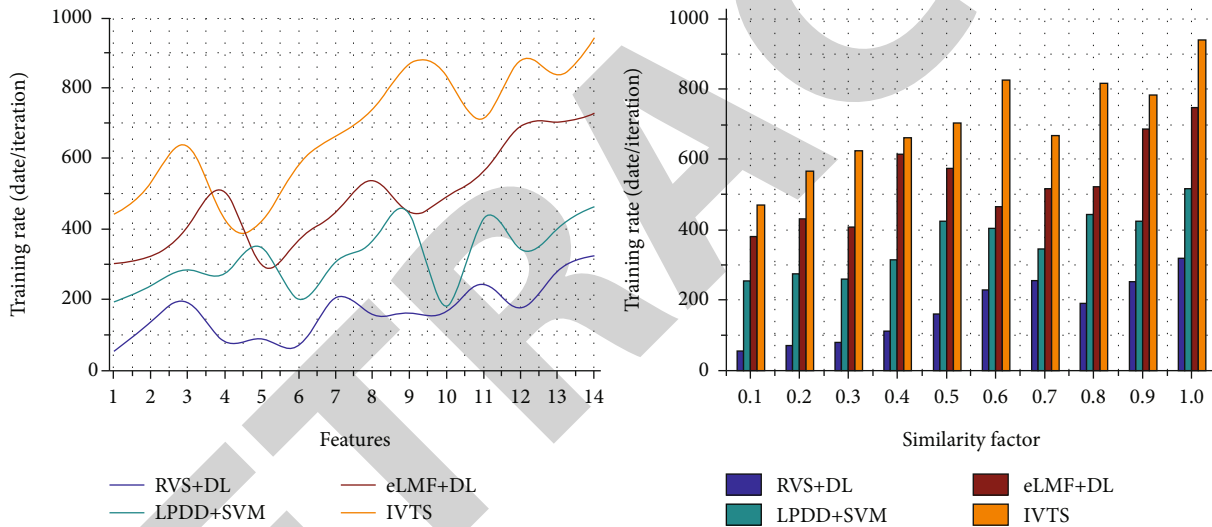 1000
800
600
400
200
0
Training rate (date/iteration)
1 2 3 4 5 6 7 8 9 10 11 12 13 14
Features
RVS+DL eLMF+DL
LPDD+SVM IVTS
1000
800
600
400
200
0
Training rate (date/iteration)
0.1 0.2 0.3 0.4 0.5 0.6 0.7 0.8 0.9 1.0
Similarity factor
RVS+DL eLMF+DL
LPDD+SVM IVTS